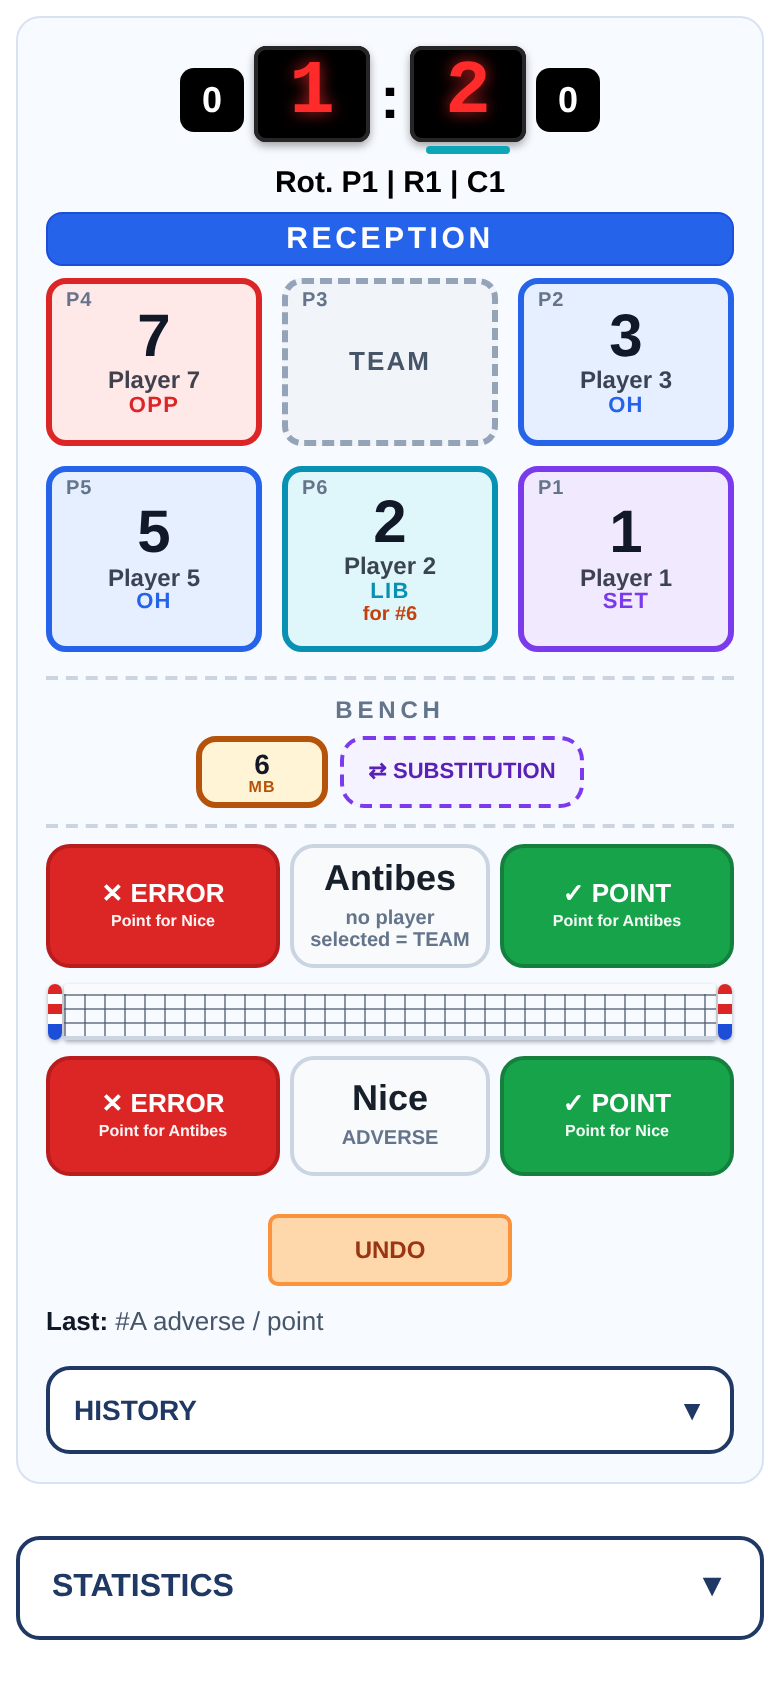 0 1 : 2 0
Rot. P1 | R1 | C1
RECEPTION
P4
7
Player 7
OPP
P3
TEAM
P2
3
Player 3
OH
P5
5
Player 5
OH
P6
2
Player 2
LIB
for #6
P1
1
Player 1
SET
BENCH
6
MB
⇄ SUBSTITUTION
✕ ERROR
Point for Nice
Antibes
no player
selected = TEAM
✓ POINT
Point for Antibes
✕ ERROR
Point for Antibes
Nice
ADVERSE
✓ POINT
Point for Nice
UNDO
Last: #A adverse / point
HISTORY ▼
STATISTICS ▼